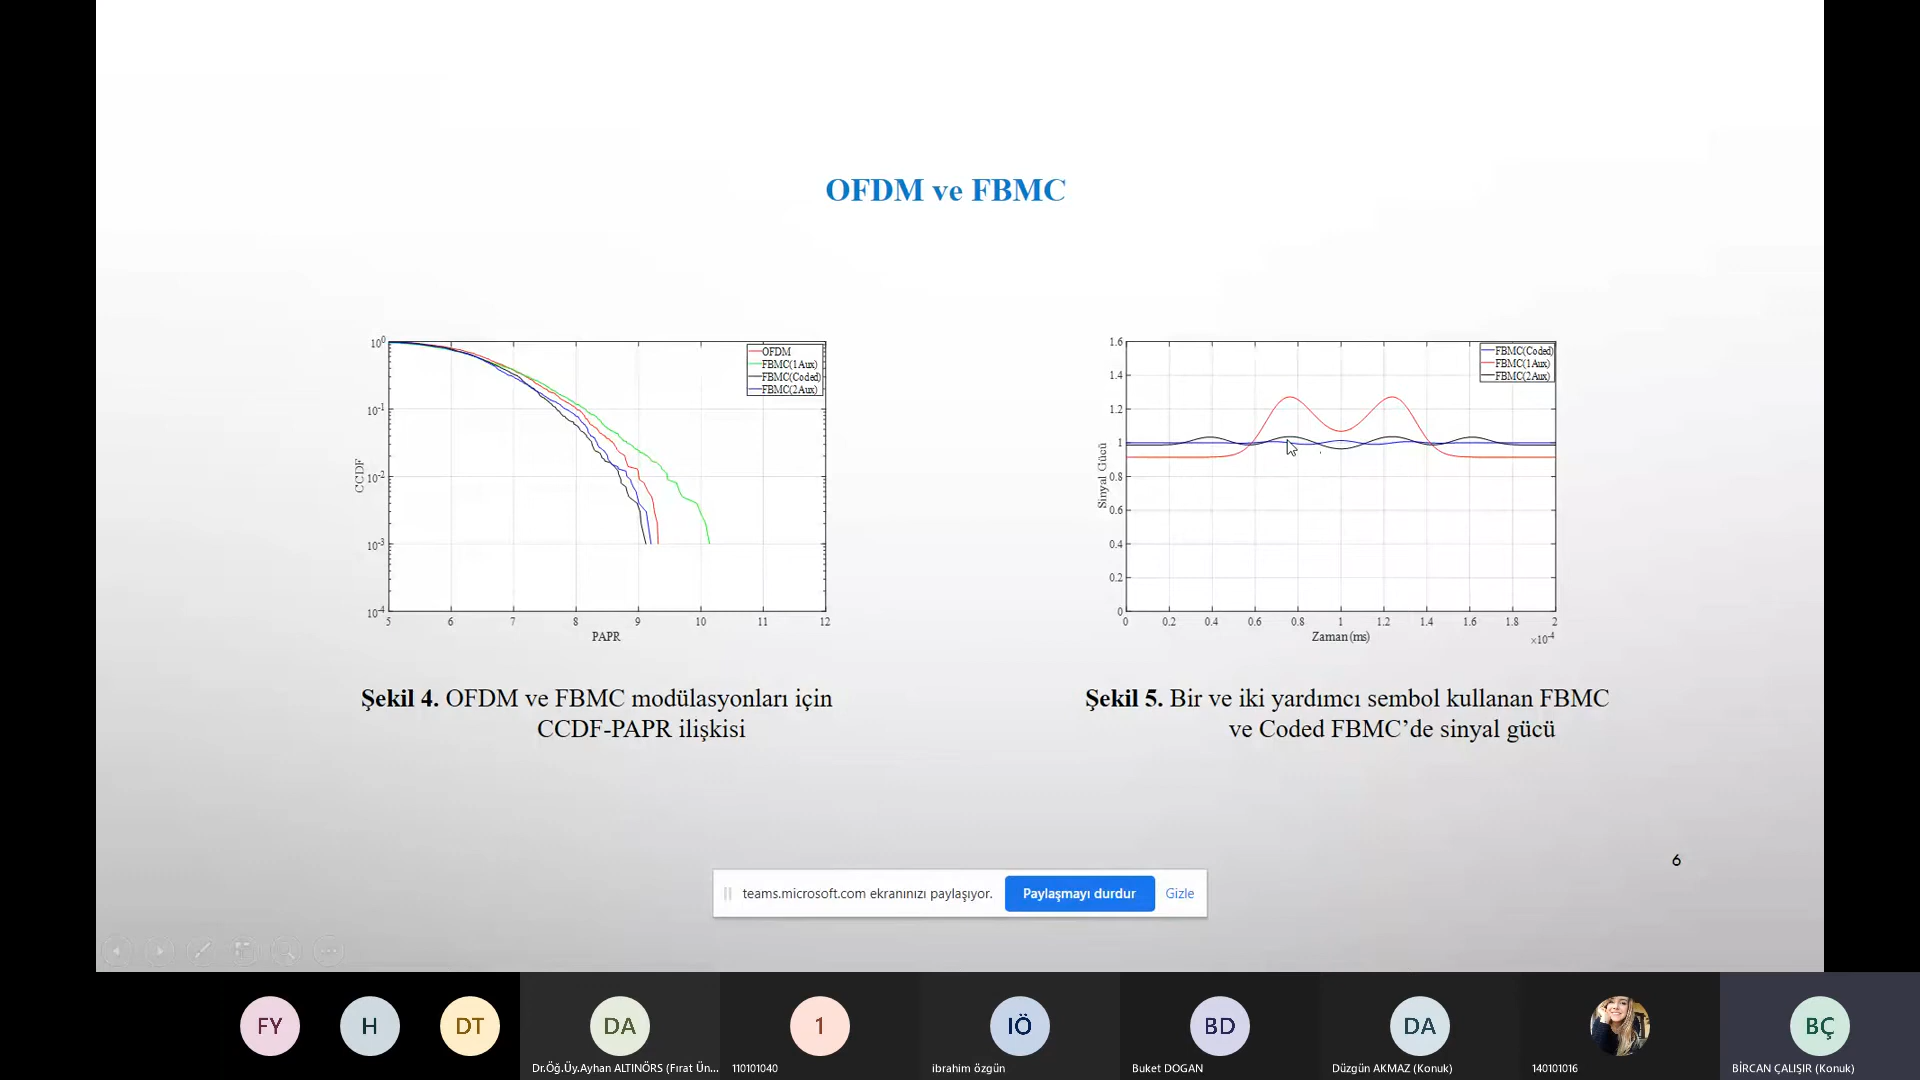 OFDM ve FBMC
10^0
10^-1
10^-2
10^-3
10^-4
CCDF
5 6 7 8 9 10 11 12
PAPR
OFDM
FBMC(1Aux)
FBMC(Coded)
FBMC(2Aux)
1.6
1.4
1.2
1
0.8
0.6
0.4
0.2
0
Sinyal Gücü
0 0.2 0.4 0.6 0.8 1 1.2 1.4 1.6 1.8 2
Zaman (ms)
×10^-4
FBMC(Coded)
FBMC(1Aux)
FBMC(2Aux)
Şekil 4. OFDM ve FBMC modülasyonları için
CCDF-PAPR ilişkisi
Şekil 5. Bir ve iki yardımcı sembol kullanan FBMC
ve Coded FBMC’de sinyal gücü
6
teams.microsoft.com ekranınızı paylaşıyor. Paylaşmayı durdur Gizle
FY H DT DA 1 IÖ BD DA BÇ
Dr.Öğ.Üy.Ayhan ALTINÖRS (Fırat Ün... 110101040 ibrahim özgün Buket DOGAN Düzgün AKMAZ (Konuk) 140101016 BİRCAN ÇALIŞIR (Konuk)